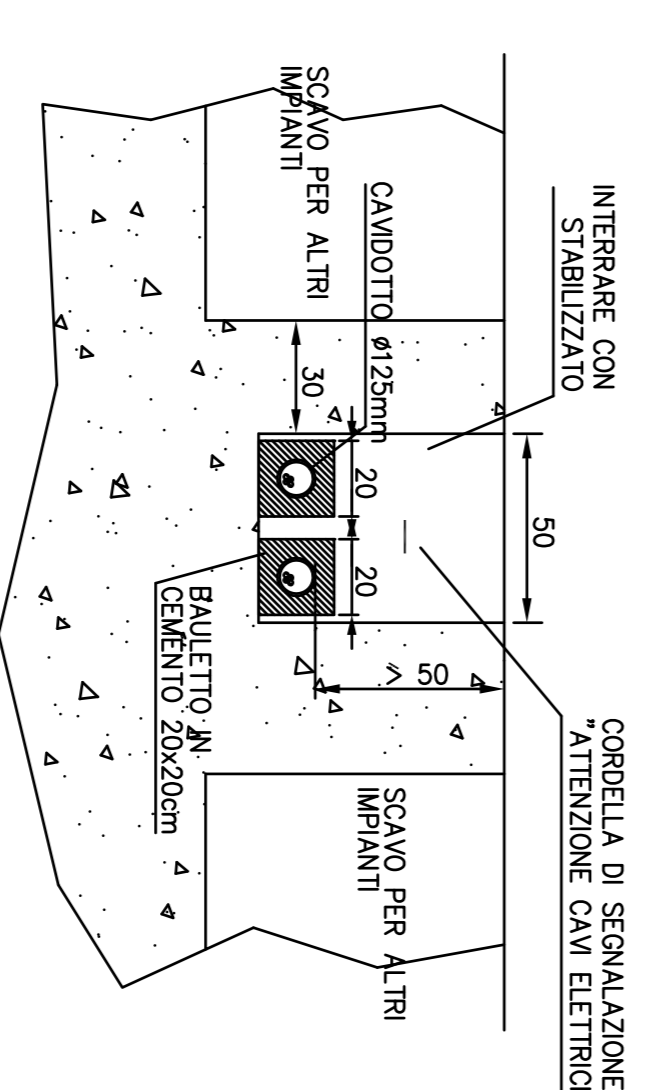 INTERRARE CON
STABILIZZATO
CORDELLA DI SEGNALAZIONE
"ATTENZIONE CAVI ELETTRICI
50
SCAVO PER ALTRI
IMPIANTI
CAVIDOTTO ø125mm
30
20
20
⩾ 50
SCAVO PER ALTRI
IMPIANTI
BAULETTO IN
CEMENTO 20x20cm